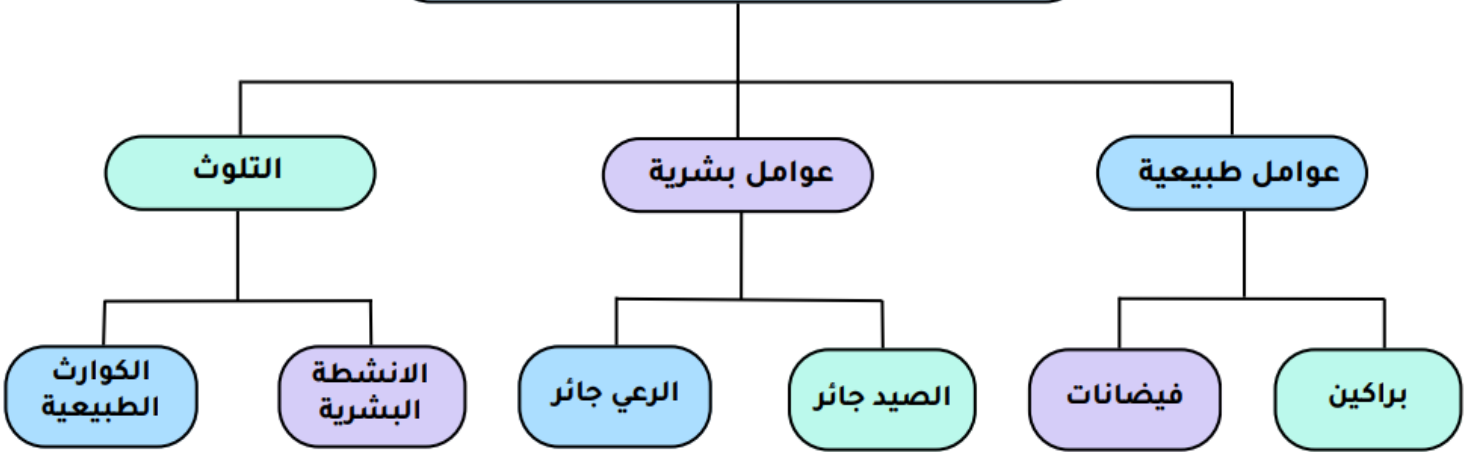 عوامل طبيعية
عوامل بشرية
التلوث
براكين
فيضانات
الصيد جائر
الرعي جائر
الانشطة
البشرية
الكوارث
الطبيعية